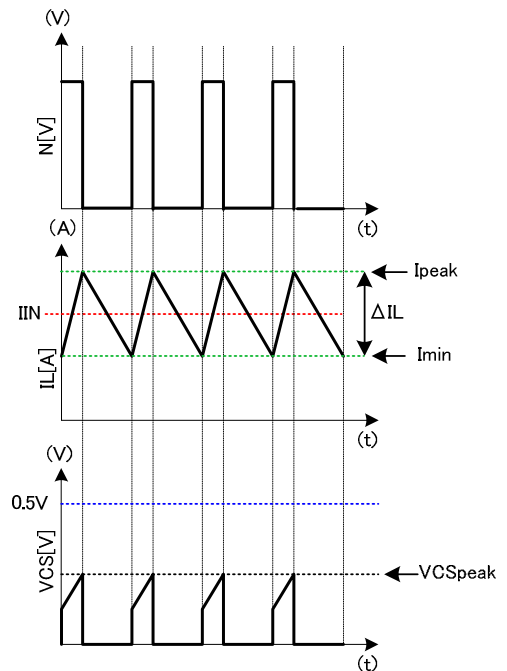 (V)
N[V]
(t)
(A)
Ipeak
IIN
ΔIL
Imin
IL[A]
(t)
(V)
0.5V
VCS[V]
VCSpeak
(t)